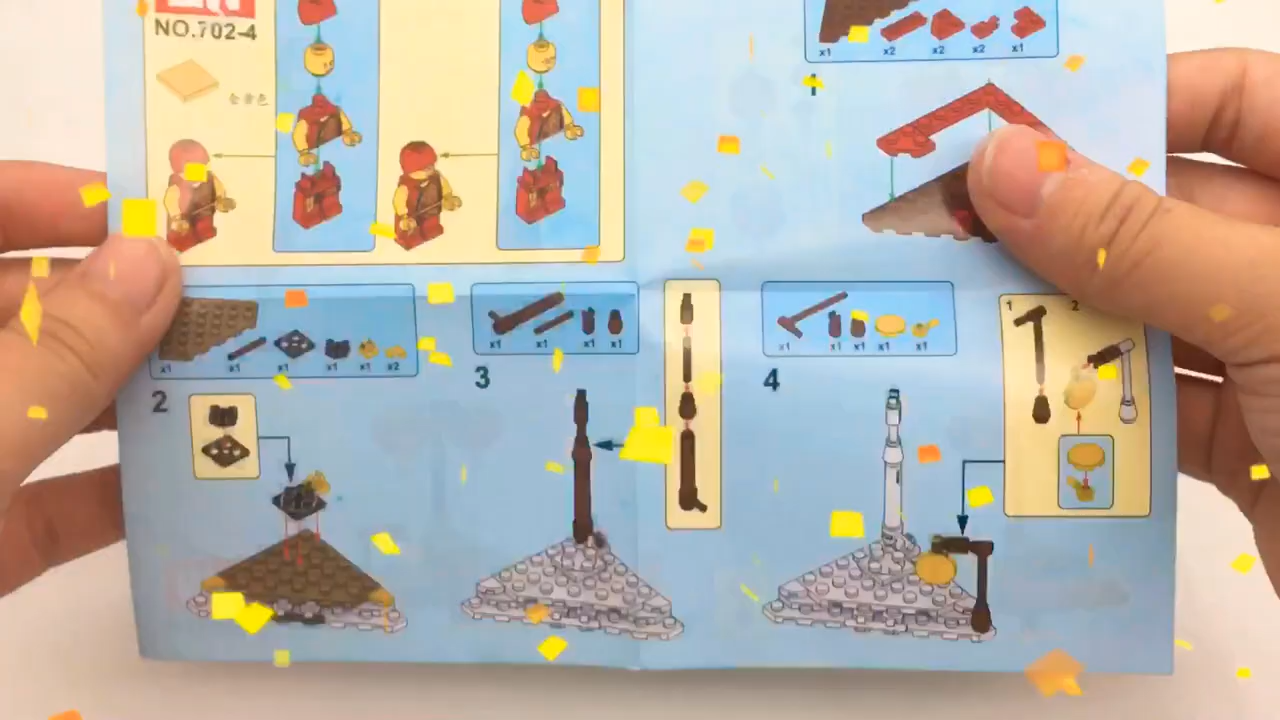 NO.702-4
x1 x2 x2 x2 x1
x1 x1 x1 x1 x1 x2
2
x1 x1 x1 x1
3
x1 x1 x1 x1 x1
4
1 2